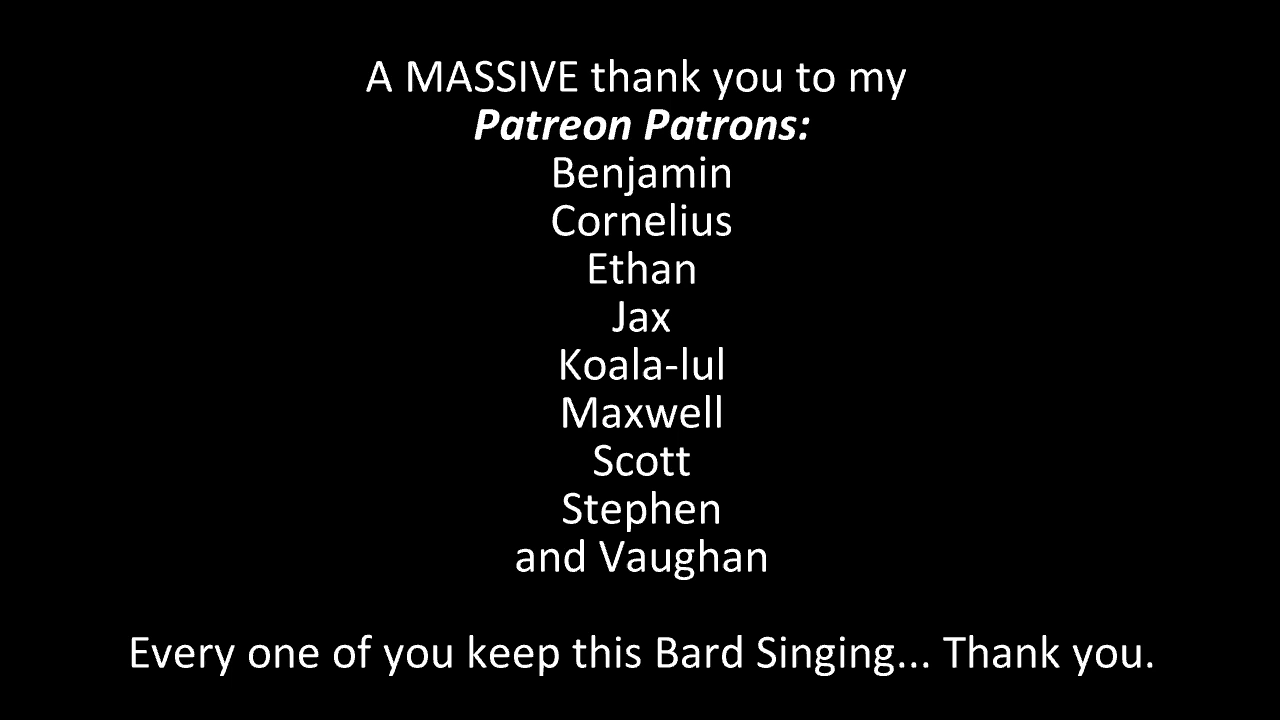 A MASSIVE thank you to my
Patreon Patrons:
Benjamin
Cornelius
Ethan
Jax
Koala-lul
Maxwell
Scott
Stephen
and Vaughan
Every one of you keep this Bard Singing... Thank you.